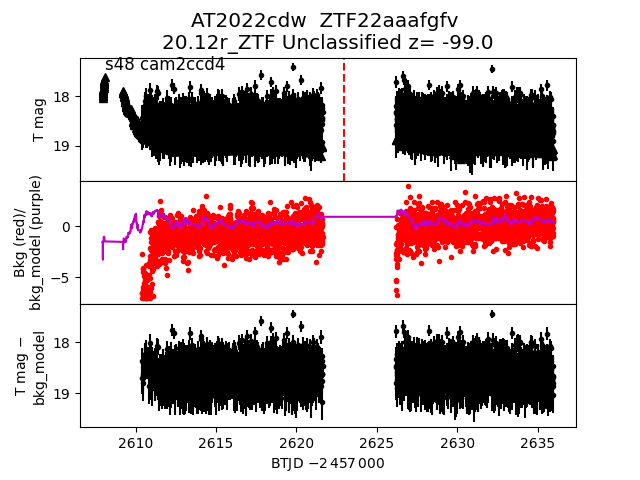 AT2022cdw  ZTF22aaafgfv
20.12r_ZTF Unclassified z= -99.0
s48 cam2ccd4
18
19
T mag
0
−5
Bkg (red)/
bkg_model (purple)
18
19
T mag −
bkg_model
2610
2615
2620
2625
2630
2635
BTJD −2 457 000